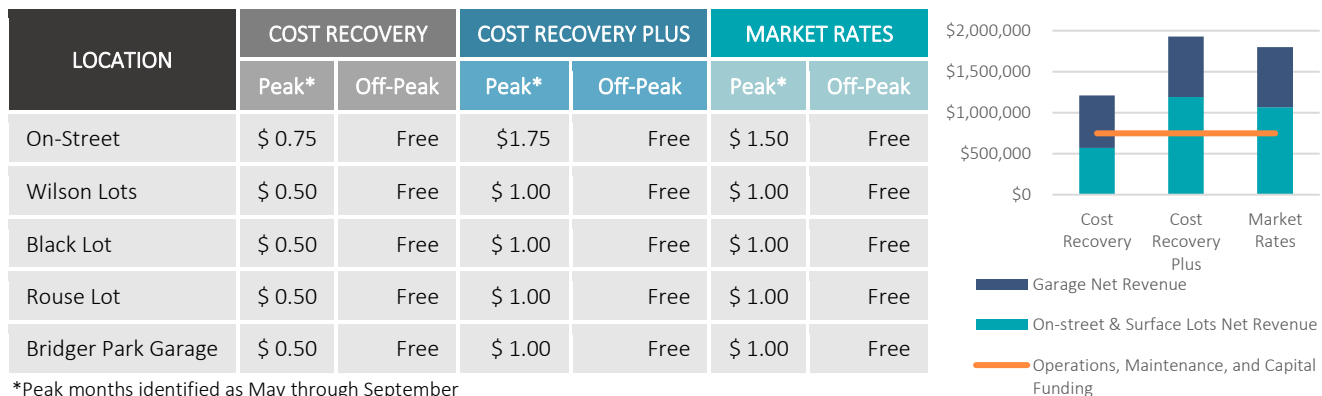 LOCATION COST RECOVERY COST RECOVERY PLUS MARKET RATES
Peak* Off-Peak Peak* Off-Peak Peak* Off-Peak
On-Street $ 0.75 Free $1.75 Free $ 1.50 Free
Wilson Lots $ 0.50 Free $ 1.00 Free $ 1.00 Free
Black Lot $ 0.50 Free $ 1.00 Free $ 1.00 Free
Rouse Lot $ 0.50 Free $ 1.00 Free $ 1.00 Free
Bridger Park Garage $ 0.50 Free $ 1.00 Free $ 1.00 Free
*Peak months identified as May through September
$2,000,000
$1,500,000
$1,000,000
$500,000
$0
Cost Cost Market
Recovery Recovery Rates
Plus
Garage Net Revenue
On-street & Surface Lots Net Revenue
Operations, Maintenance, and Capital
Funding